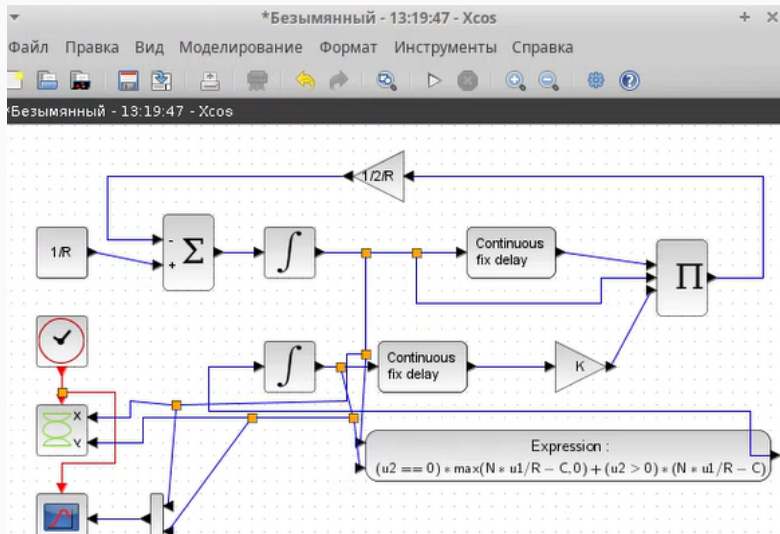 *Безымянный - 13:19:47 - Xcos
Файл Правка Вид Моделирование Формат Инструменты Справка
*Безымянный - 13:19:47 - Xcos
1/2/R
1/R
-
+
Σ
∫
Continuous
fix delay
Π
∫
Continuous
fix delay
K
X
Y
Expression :
(u2 == 0) * max(N * u1/R − C, 0) + (u2 > 0) * (N * u1/R − C)